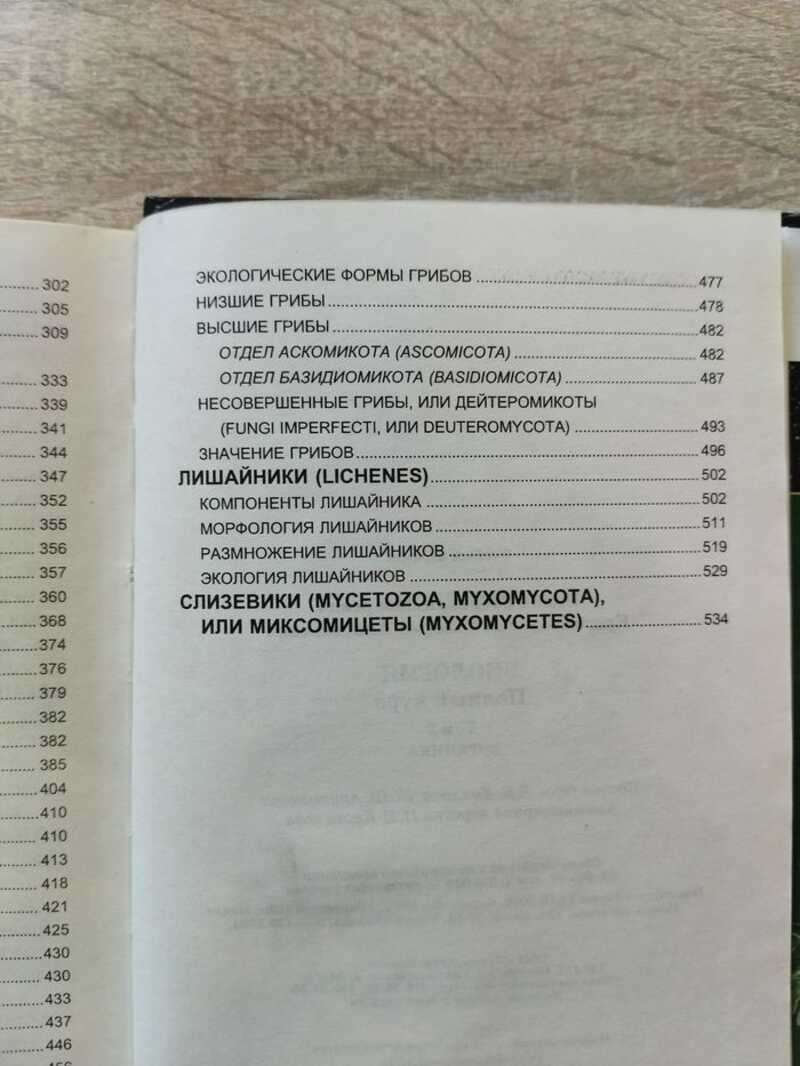 302
305
309
333
339
341
344
347
352
355
356
357
360
368
374
376
379
382
382
385
404
410
410
413
418
421
425
430
430
433
437
446
ЭКОЛОГИЧЕСКИЕ ФОРМЫ ГРИБОВ 477
НИЗШИЕ ГРИБЫ 478
ВЫСШИЕ ГРИБЫ 482
ОТДЕЛ АСКОМИКОТА (ASCOMICOTA) 482
ОТДЕЛ БАЗИДИОМИКОТА (BASIDIOMICOTA) 487
НЕСОВЕРШЕННЫЕ ГРИБЫ, ИЛИ ДЕЙТЕРОМИКОТЫ
(FUNGI IMPERFECTI, ИЛИ DEUTEROMYCOTA) 493
ЗНАЧЕНИЕ ГРИБОВ 496
ЛИШАЙНИКИ (LICHENES) 502
КОМПОНЕНТЫ ЛИШАЙНИКА 502
МОРФОЛОГИЯ ЛИШАЙНИКОВ 511
РАЗМНОЖЕНИЕ ЛИШАЙНИКОВ 519
ЭКОЛОГИЯ ЛИШАЙНИКОВ 529
СЛИЗЕВИКИ (MYCETOZOA, MYXOMYCOTA),
ИЛИ МИКСОМИЦЕТЫ (MYXOMYCETES) 534